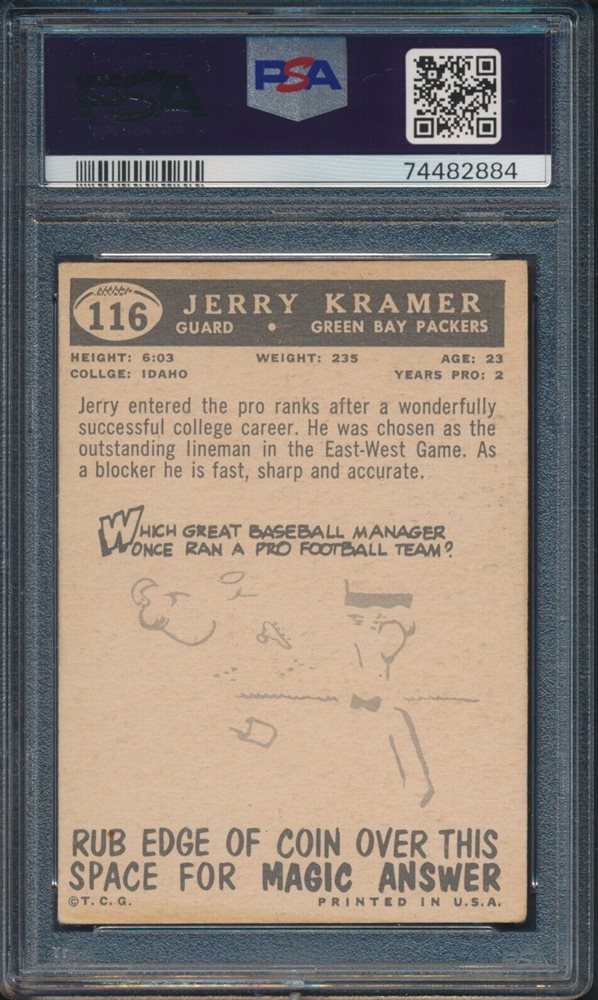 PSA
PSA
74482884
116
JERRY KRAMER
GUARD • GREEN BAY PACKERS
HEIGHT: 6:03 WEIGHT: 235 AGE: 23
COLLGE: IDAHO YEARS PRO: 2
Jerry entered the pro ranks after a wonderfully
successful college career. He was chosen as the
outstanding lineman in the East-West Game. As
a blocker he is fast, sharp and accurate.
WHICH GREAT BASEBALL MANAGER
ONCE RAN A PRO FOOTBALL TEAM?
RUB EDGE OF COIN OVER THIS
SPACE FOR MAGIC ANSWER
©T.C.G. PRINTED IN U.S.A.
PSA